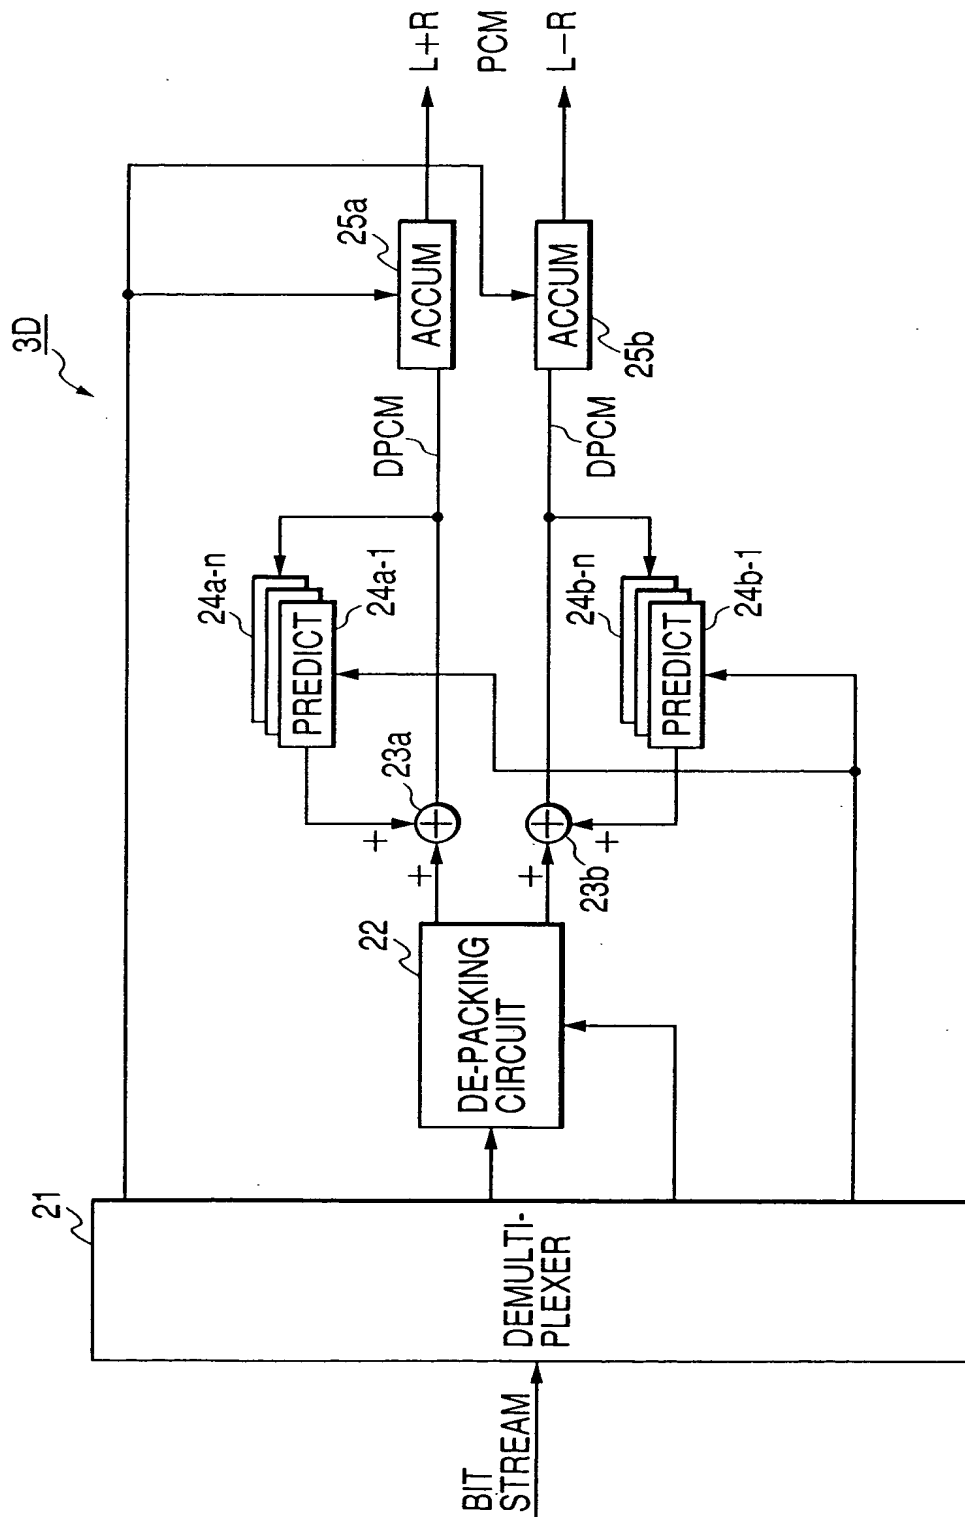 3D
21
BIT
STREAM
DEMULTI-
PLEXER
22
DE-PACKING
CIRCUIT
+
+
23a
+
+
23b
24a-n
PREDICT
24a-1
24b-n
PREDICT
24b-1
DPCM
DPCM
25a
ACCUM
ACCUM
25b
L+R
PCM
L−R